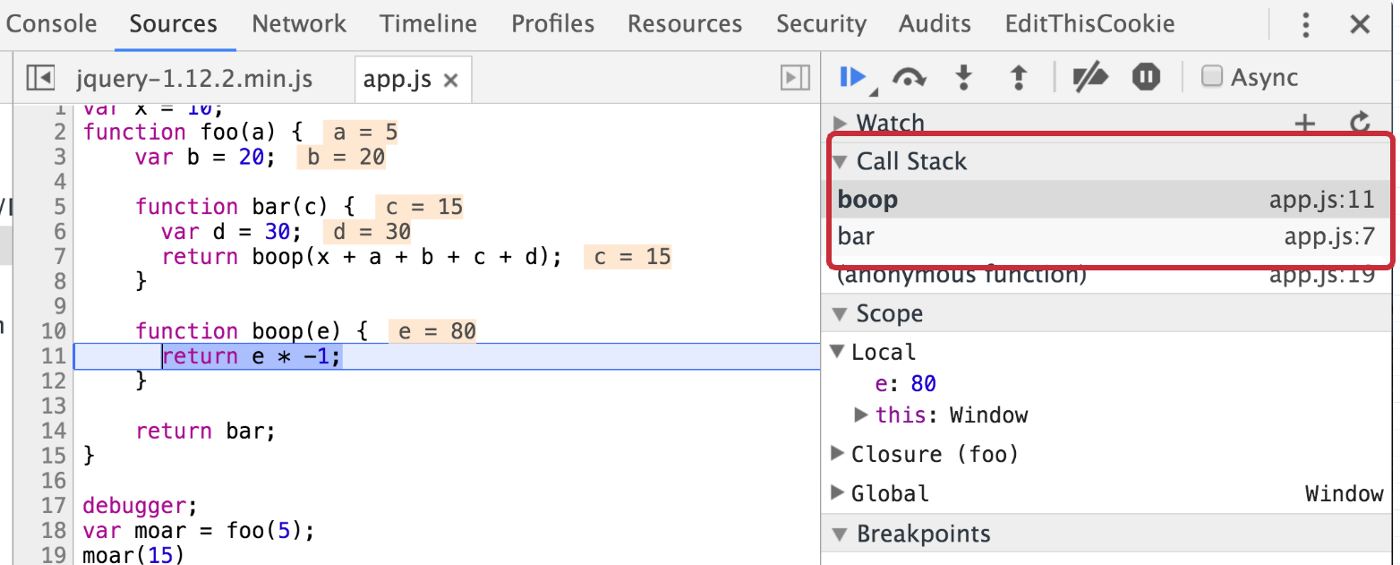 Console Sources Network Timeline Profiles Resources Security Audits EditThisCookie
jquery-1.12.2.min.js app.js × Async
1 var x = 10;
2 function foo(a) { a = 5
3 var b = 20; b = 20
4
5 function bar(c) { c = 15
6 var d = 30; d = 30
7 return boop(x + a + b + c + d); c = 15
8 }
9
10 function boop(e) { e = 80
11 return e * -1;
12 }
13
14 return bar;
15 }
16
17 debugger;
18 var moar = foo(5);
19 moar(15)
Watch
Call Stack
boop app.js:11
bar app.js:7
(anonymous function) app.js:19
Scope
Local
e: 80
this: Window
Closure (foo)
Global Window
Breakpoints